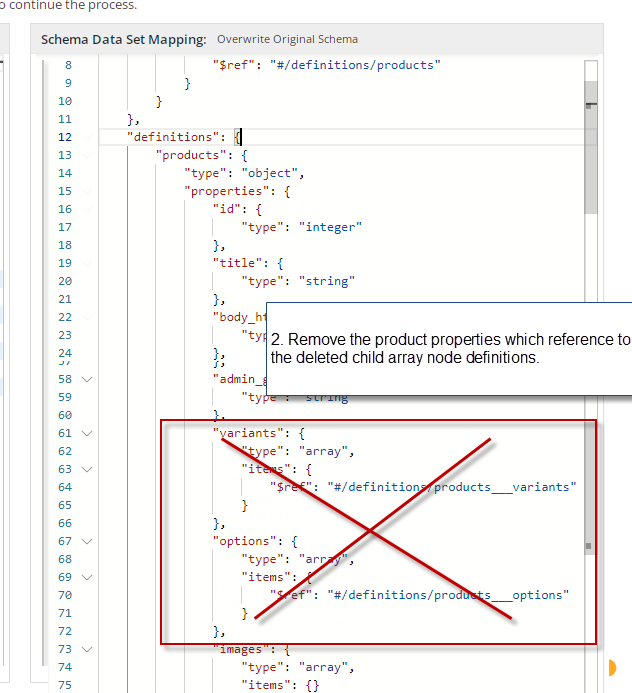 o continue the process.
Schema Data Set Mapping: Overwrite Original Schema
8 "$ref": "#/definitions/products"
9 }
10 }
11 },
12 "definitions": {
13 "products": {
14 "type": "object",
15 "properties": {
16 "id": {
17 "type": "integer"
18 },
19 "title": {
20 "type": "string"
21 },
22 "body_ht
23 "typ
24 },
57 },
58 "admin_g
59 "type": "string"
60 },
61 "variants": {
62 "type": "array",
63 "items": {
64 "$ref": "#/definitions/products___variants"
65 }
66 },
67 "options": {
68 "type": "array",
69 "items": {
70 "$ref": "#/definitions/products___options"
71 }
72 },
73 "images": {
74 "type": "array",
75 "items": {}
2. Remove the product properties which reference to
the deleted child array node definitions.